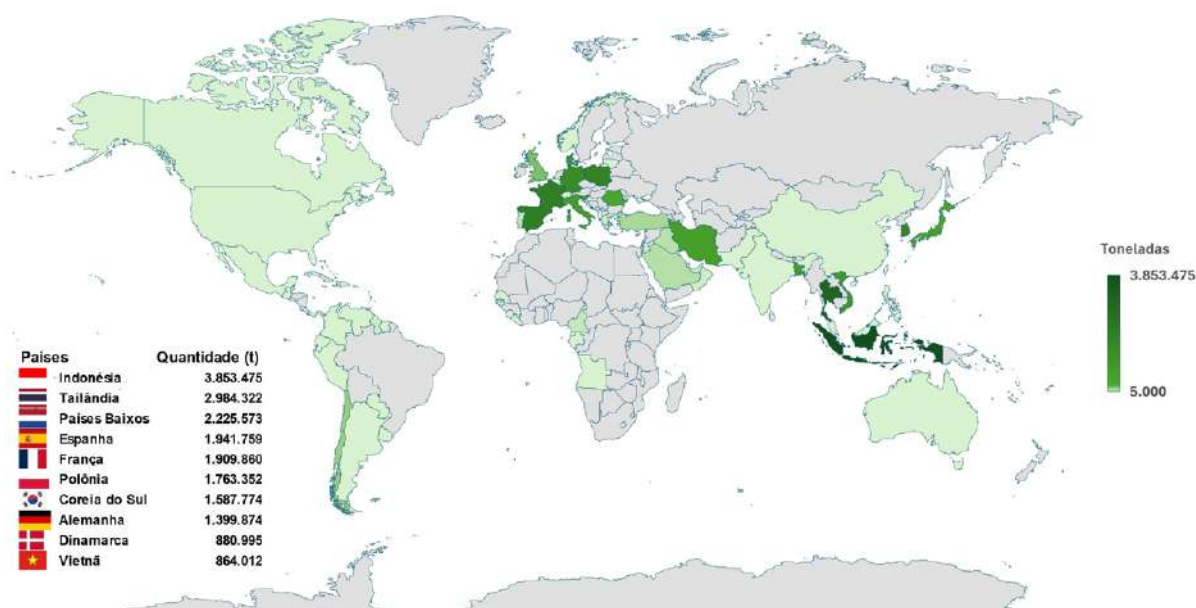 Toneladas
3.853.475
5.000
Países Quantidade (t)
Indonésia 3.853.475
Tailândia 2.984.322
Países Baixos 2.225.573
Espanha 1.941.759
França 1.909.860
Polônia 1.763.352
Coreia do Sul 1.587.774
Alemanha 1.399.874
Dinamarca 880.995
Vietnã 864.012